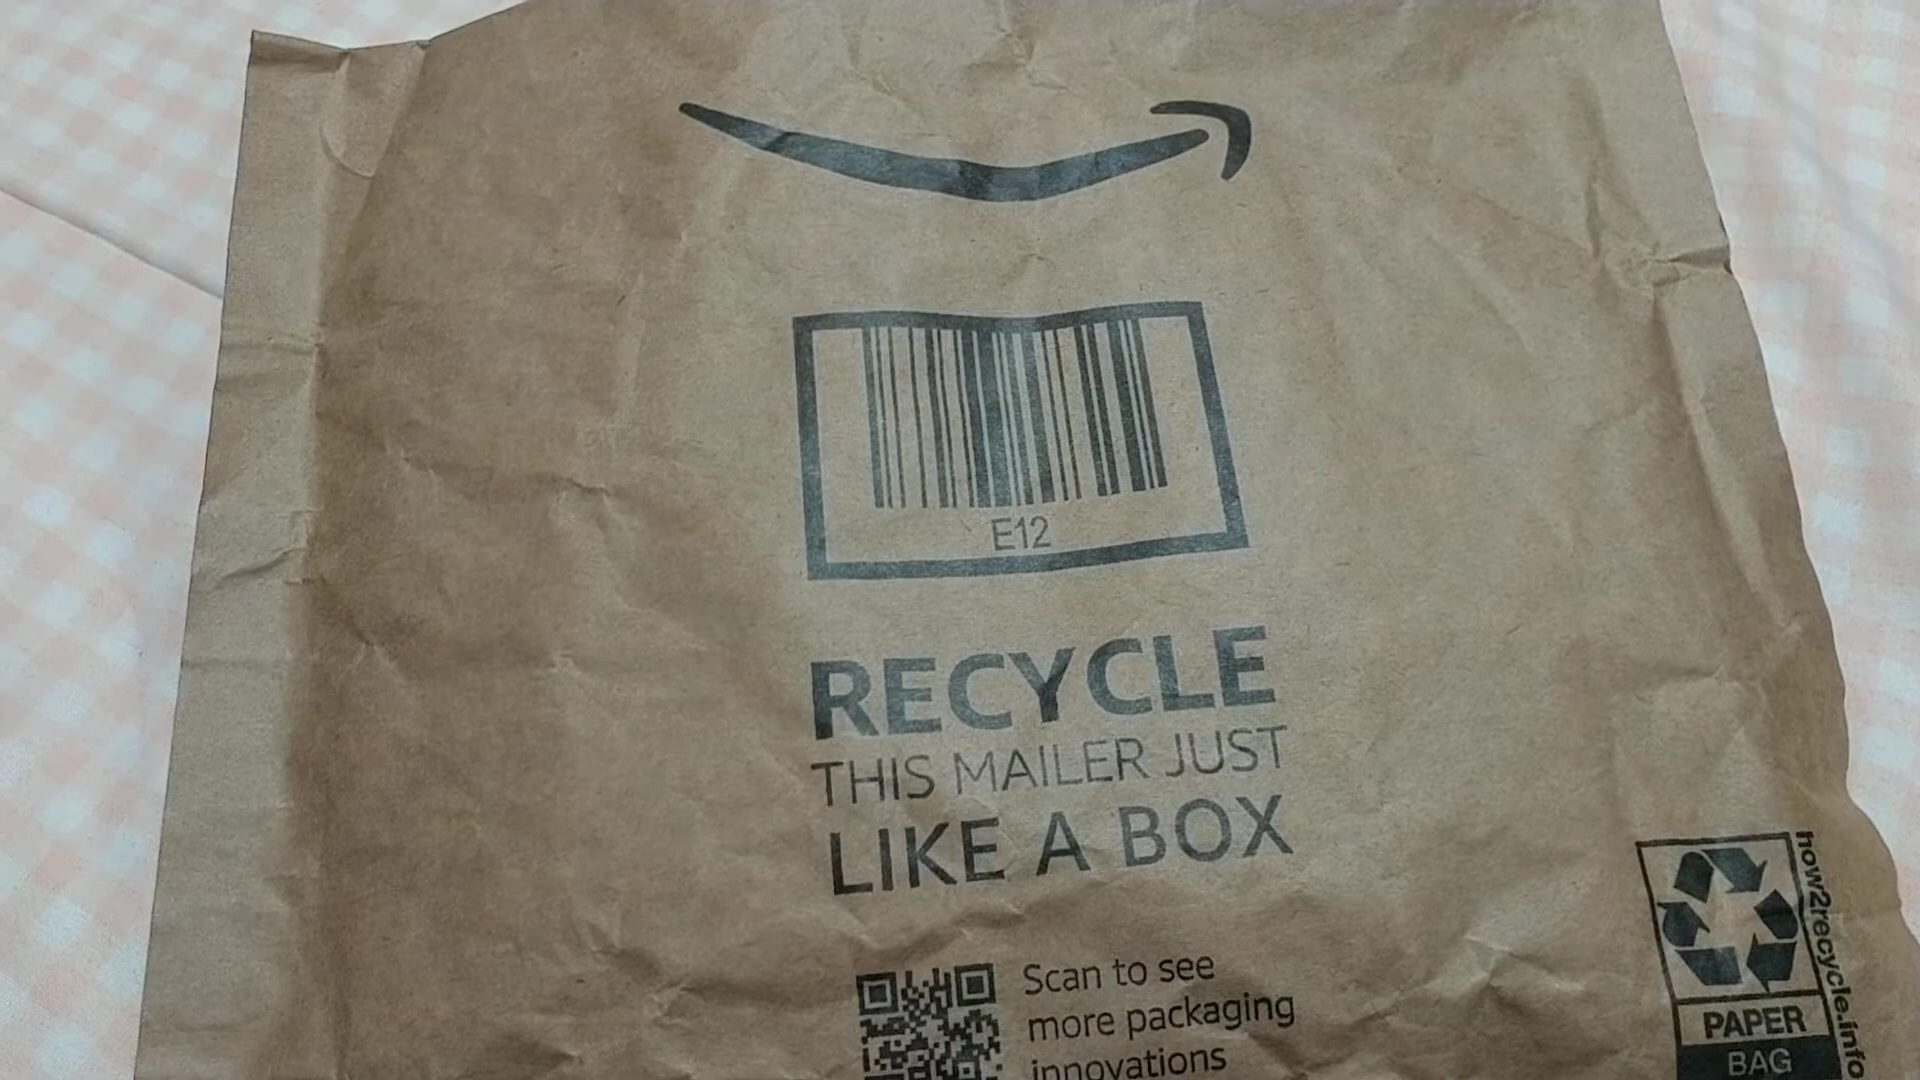 E12
RECYCLE
THIS MAILER JUST
LIKE A BOX
Scan to see
more packaging
innovations
how2recycle.info
PAPER
BAG